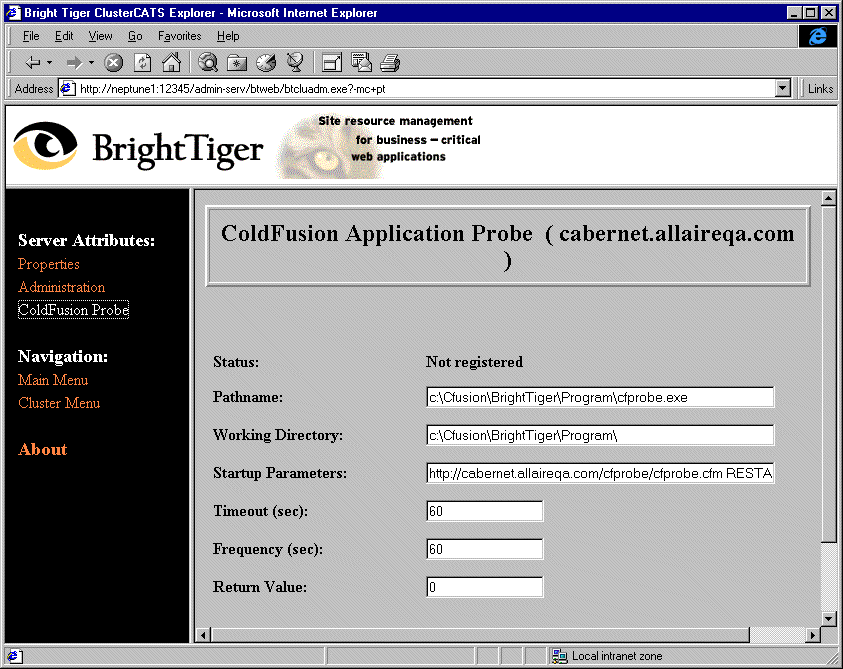 Bright Tiger ClusterCATS Explorer - Microsoft Internet Explorer
File Edit View Go Favorites Help
Address http://neptune1:12345/admin-serv/btweb/btcluadm.exe?-mc+pt Links
BrightTiger
Site resource management
for business – critical
web applications
Server Attributes:
Properties
Administration
ColdFusion Probe
Navigation:
Main Menu
Cluster Menu
About
ColdFusion Application Probe ( cabernet.allaireqa.com
)
Status: Not registered
Pathname: c:\Cfusion\BrightTiger\Program\cfprobe.exe
Working Directory: c:\Cfusion\BrightTiger\Program\
Startup Parameters: http://cabernet.allaireqa.com/cfprobe/cfprobe.cfm RESTA
Timeout (sec): 60
Frequency (sec): 60
Return Value: 0
Local intranet zone